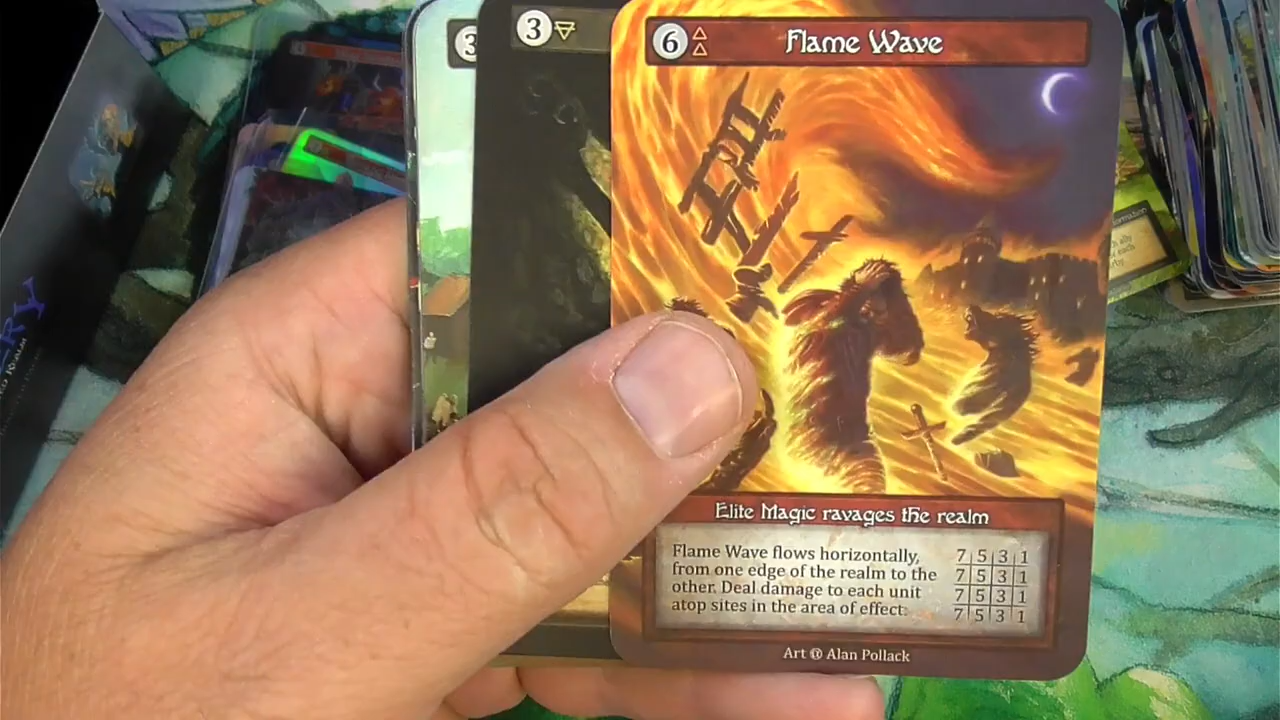 3
3
6
Flame Wave
Elite Magic ravages the realm
Flame Wave flows horizontally,
from one edge of the realm to the
other. Deal damage to each unit
atop sites in the area of effect:
7 5 3 1
7 5 3 1
7 5 3 1
7 5 3 1
Art Alan Pollack